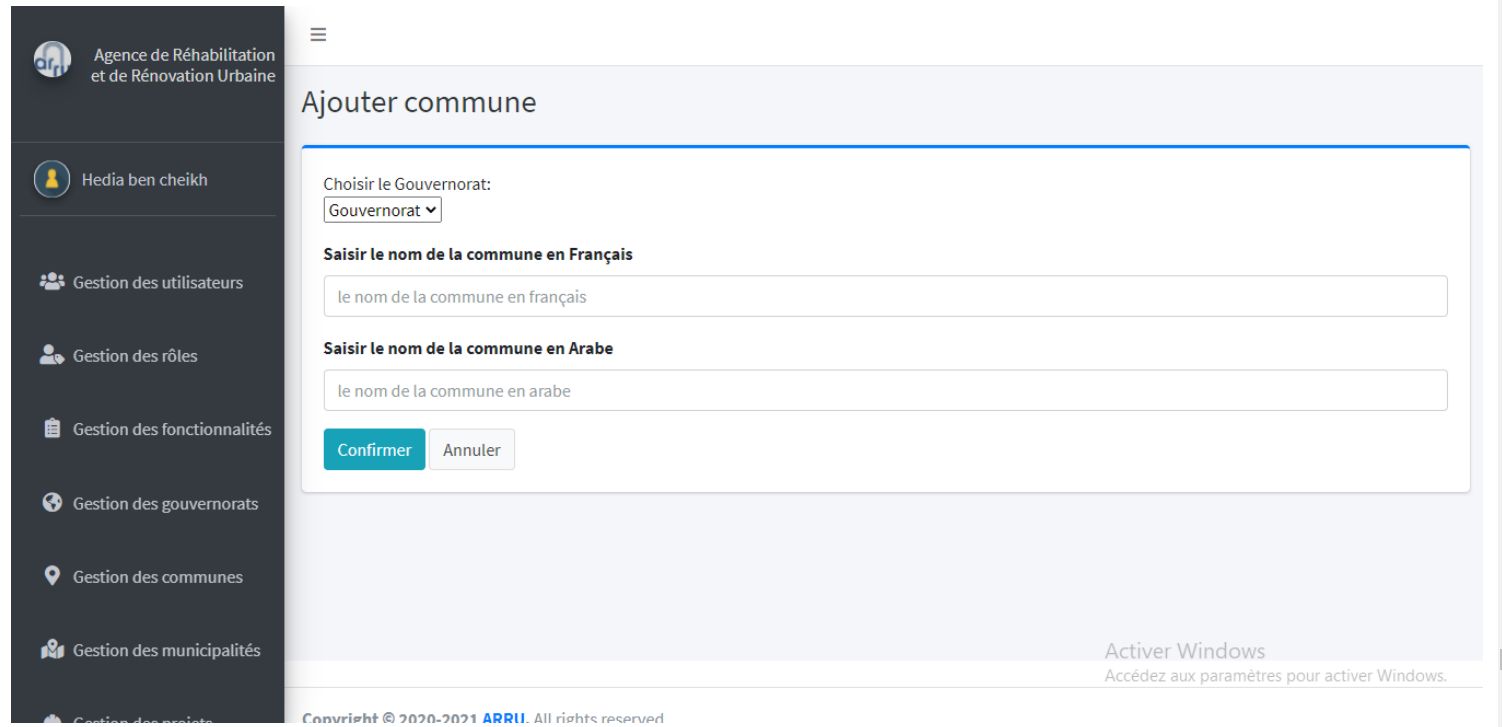 arru
Agence de Réhabilitation
et de Rénovation Urbaine
Hedia ben cheikh
Gestion des utilisateurs
Gestion des rôles
Gestion des fonctionnalités
Gestion des gouvernorats
Gestion des communes
Gestion des municipalités
Gestion des projets
Ajouter commune
Choisir le Gouvernorat:
Gouvernorat
Saisir le nom de la commune en Français
le nom de la commune en français
Saisir le nom de la commune en Arabe
le nom de la commune en arabe
Confirmer Annuler
Activer Windows
Accédez aux paramètres pour activer Windows.
Copyright © 2020-2021 ARRU. All rights reserved